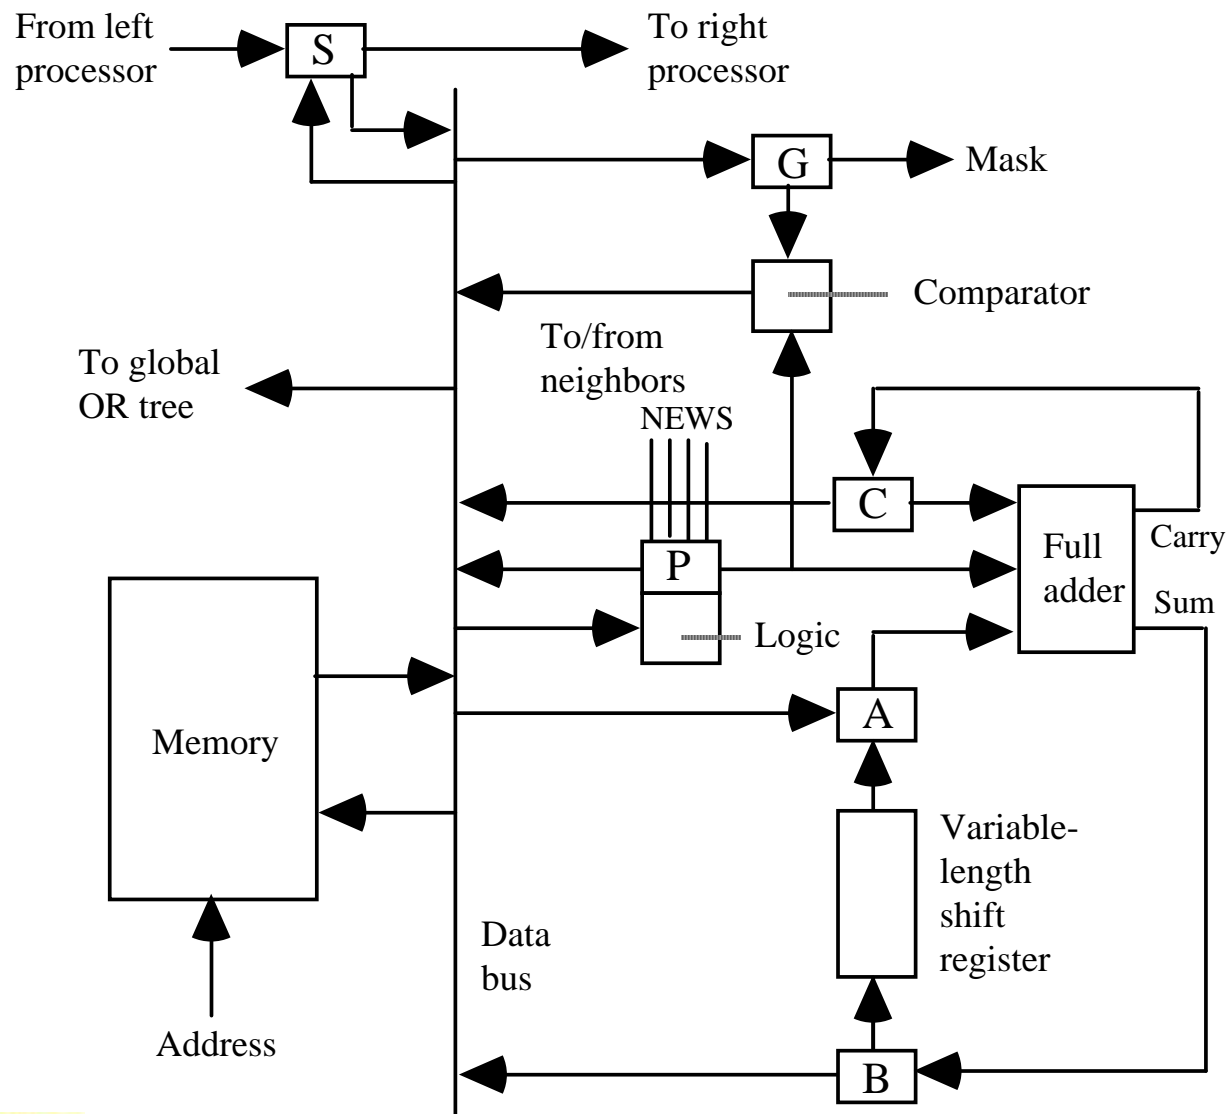 From left
processor
S
To right
processor
G
Mask
Comparator
To/from
neighbors
NEWS
To global
OR tree
C
Full
adder
Carry
Sum
P
Logic
Memory
A
Variable-
length
shift
register
Data
bus
Address
B